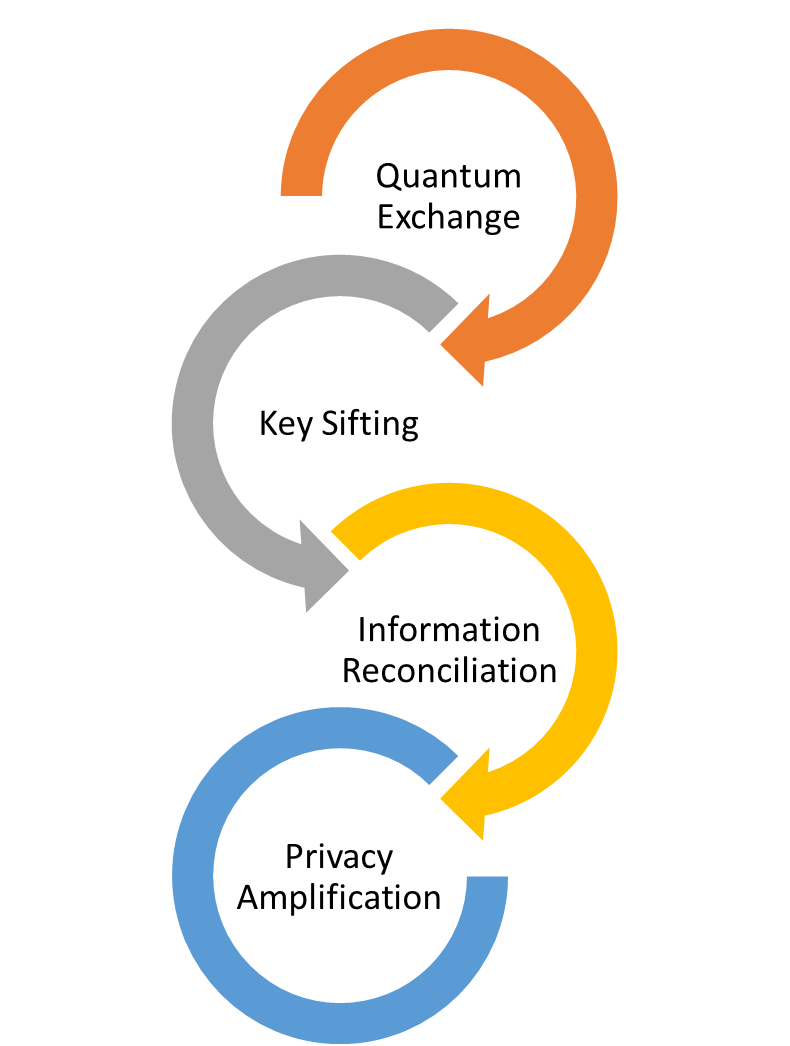 Quantum
Exchange
Key Sifting
Information
Reconciliation
Privacy
Amplification